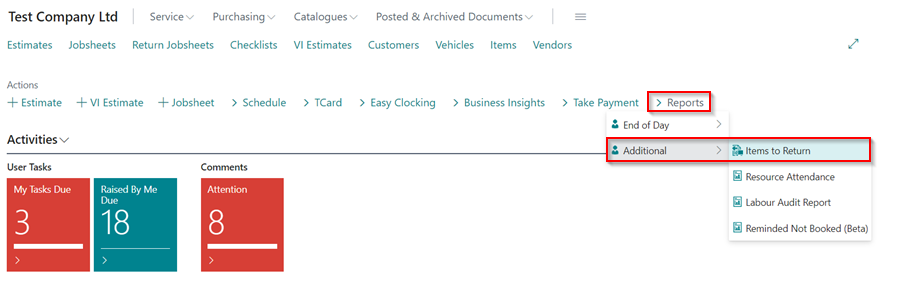 Test Company Ltd Service Purchasing Catalogues Posted & Archived Documents
Estimates Jobsheets Return Jobsheets Checklists VI Estimates Customers Vehicles Items Vendors
Actions
+ Estimate + VI Estimate + Jobsheet > Schedule > TCard > Easy Clocking > Business Insights > Take Payment > Reports
End of Day
Additional
Items to Return
Resource Attendance
Labour Audit Report
Reminded Not Booked (Beta)
Activities
User Tasks
My Tasks Due
3
Raised By Me
Due
18
Comments
Attention
8